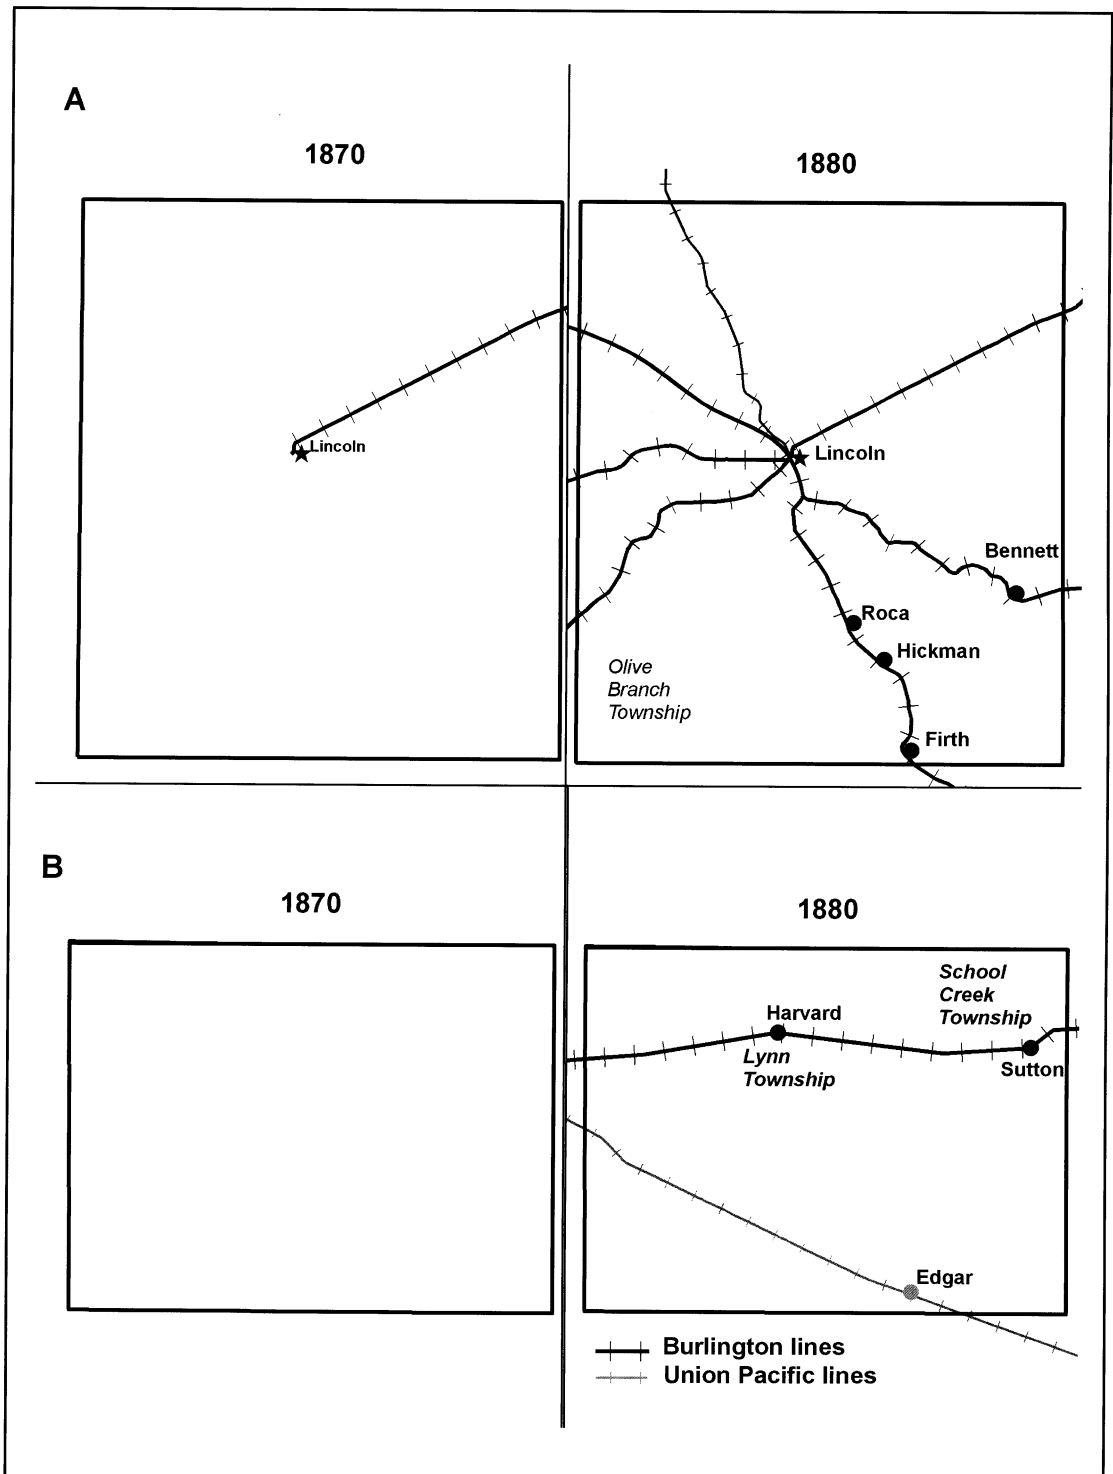 A
1870
1880
Lincoln
Lincoln
Bennett
Roca
Hickman
Olive
Branch
Township
Firth
B
1870
1880
School
Creek
Township
Harvard
Lynn
Township
Sutton
Edgar
Burlington lines
Union Pacific lines